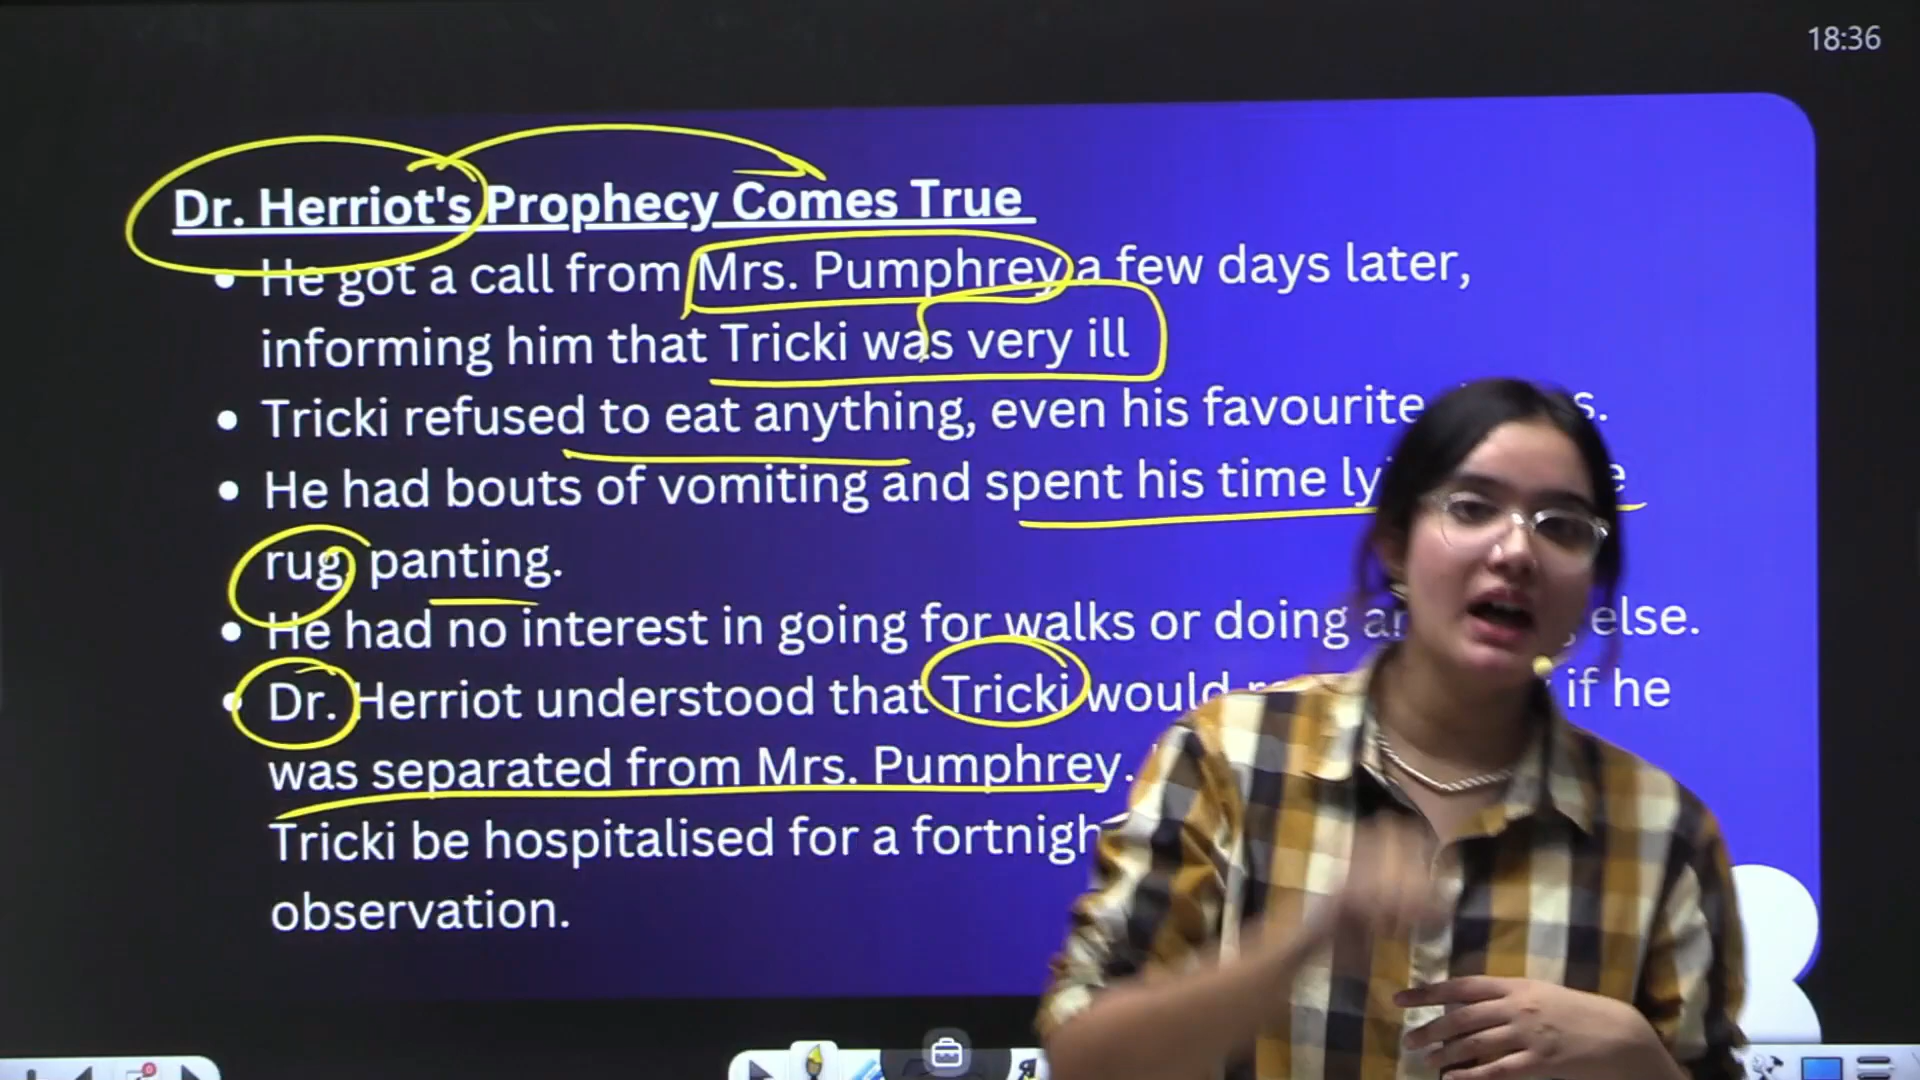 18:36
Dr. Herriot's Prophecy Comes True
• He got a call from Mrs. Pumphrey a few days later,
informing him that Tricki was very ill
• Tricki refused to eat anything, even his favourite
• He had bouts of vomiting and spent his time
rug, panting.
• He had no interest in going for walks or doing else.
• Dr. Herriot understood that Tricki would if he
was separated from Mrs. Pumphrey.
Tricki be hospitalised for a
observation.